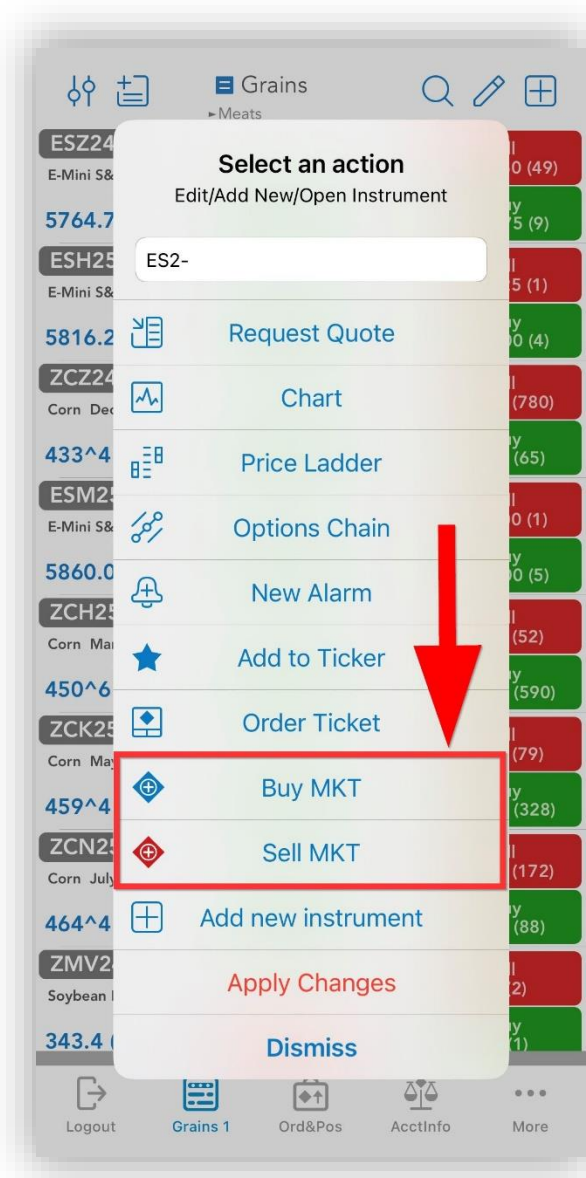 Grains
►Meats
Select an action
Edit/Add New/Open Instrument
ES2-
Request Quote
Chart
Price Ladder
Options Chain
New Alarm
Add to Ticker
Order Ticket
Buy MKT
Sell MKT
Add new instrument
Apply Changes
Dismiss
ESZ24
E-Mini S&
5764.7
0 (49)
5 (9)
ESH25
E-Mini S&
5816.2
5 (1)
0 (4)
ZCZ24
Corn Dec
433^4
(780)
(65)
ESM25
E-Mini S&
5860.0
0 (1)
00 (5)
ZCH25
Corn Mar
450^6
(52)
(590)
ZCK25
Corn May
459^4
(79)
(328)
ZCN25
Corn July
464^4
(172)
(88)
ZMV2
Soybean
343.4
(2)
(1)
Logout
Grains 1
Ord&Pos
AcctInfo
More